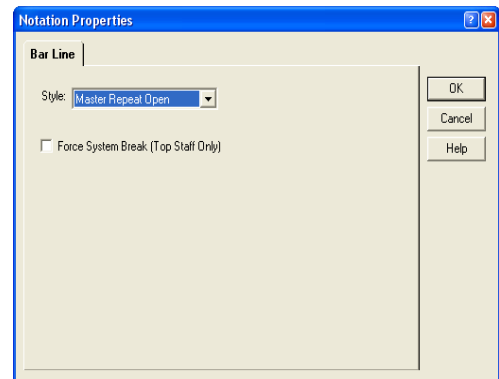 Notation Properties
Bar Line
Style: Master Repeat Open
Force System Break (Top Staff Only)
OK
Cancel
Help